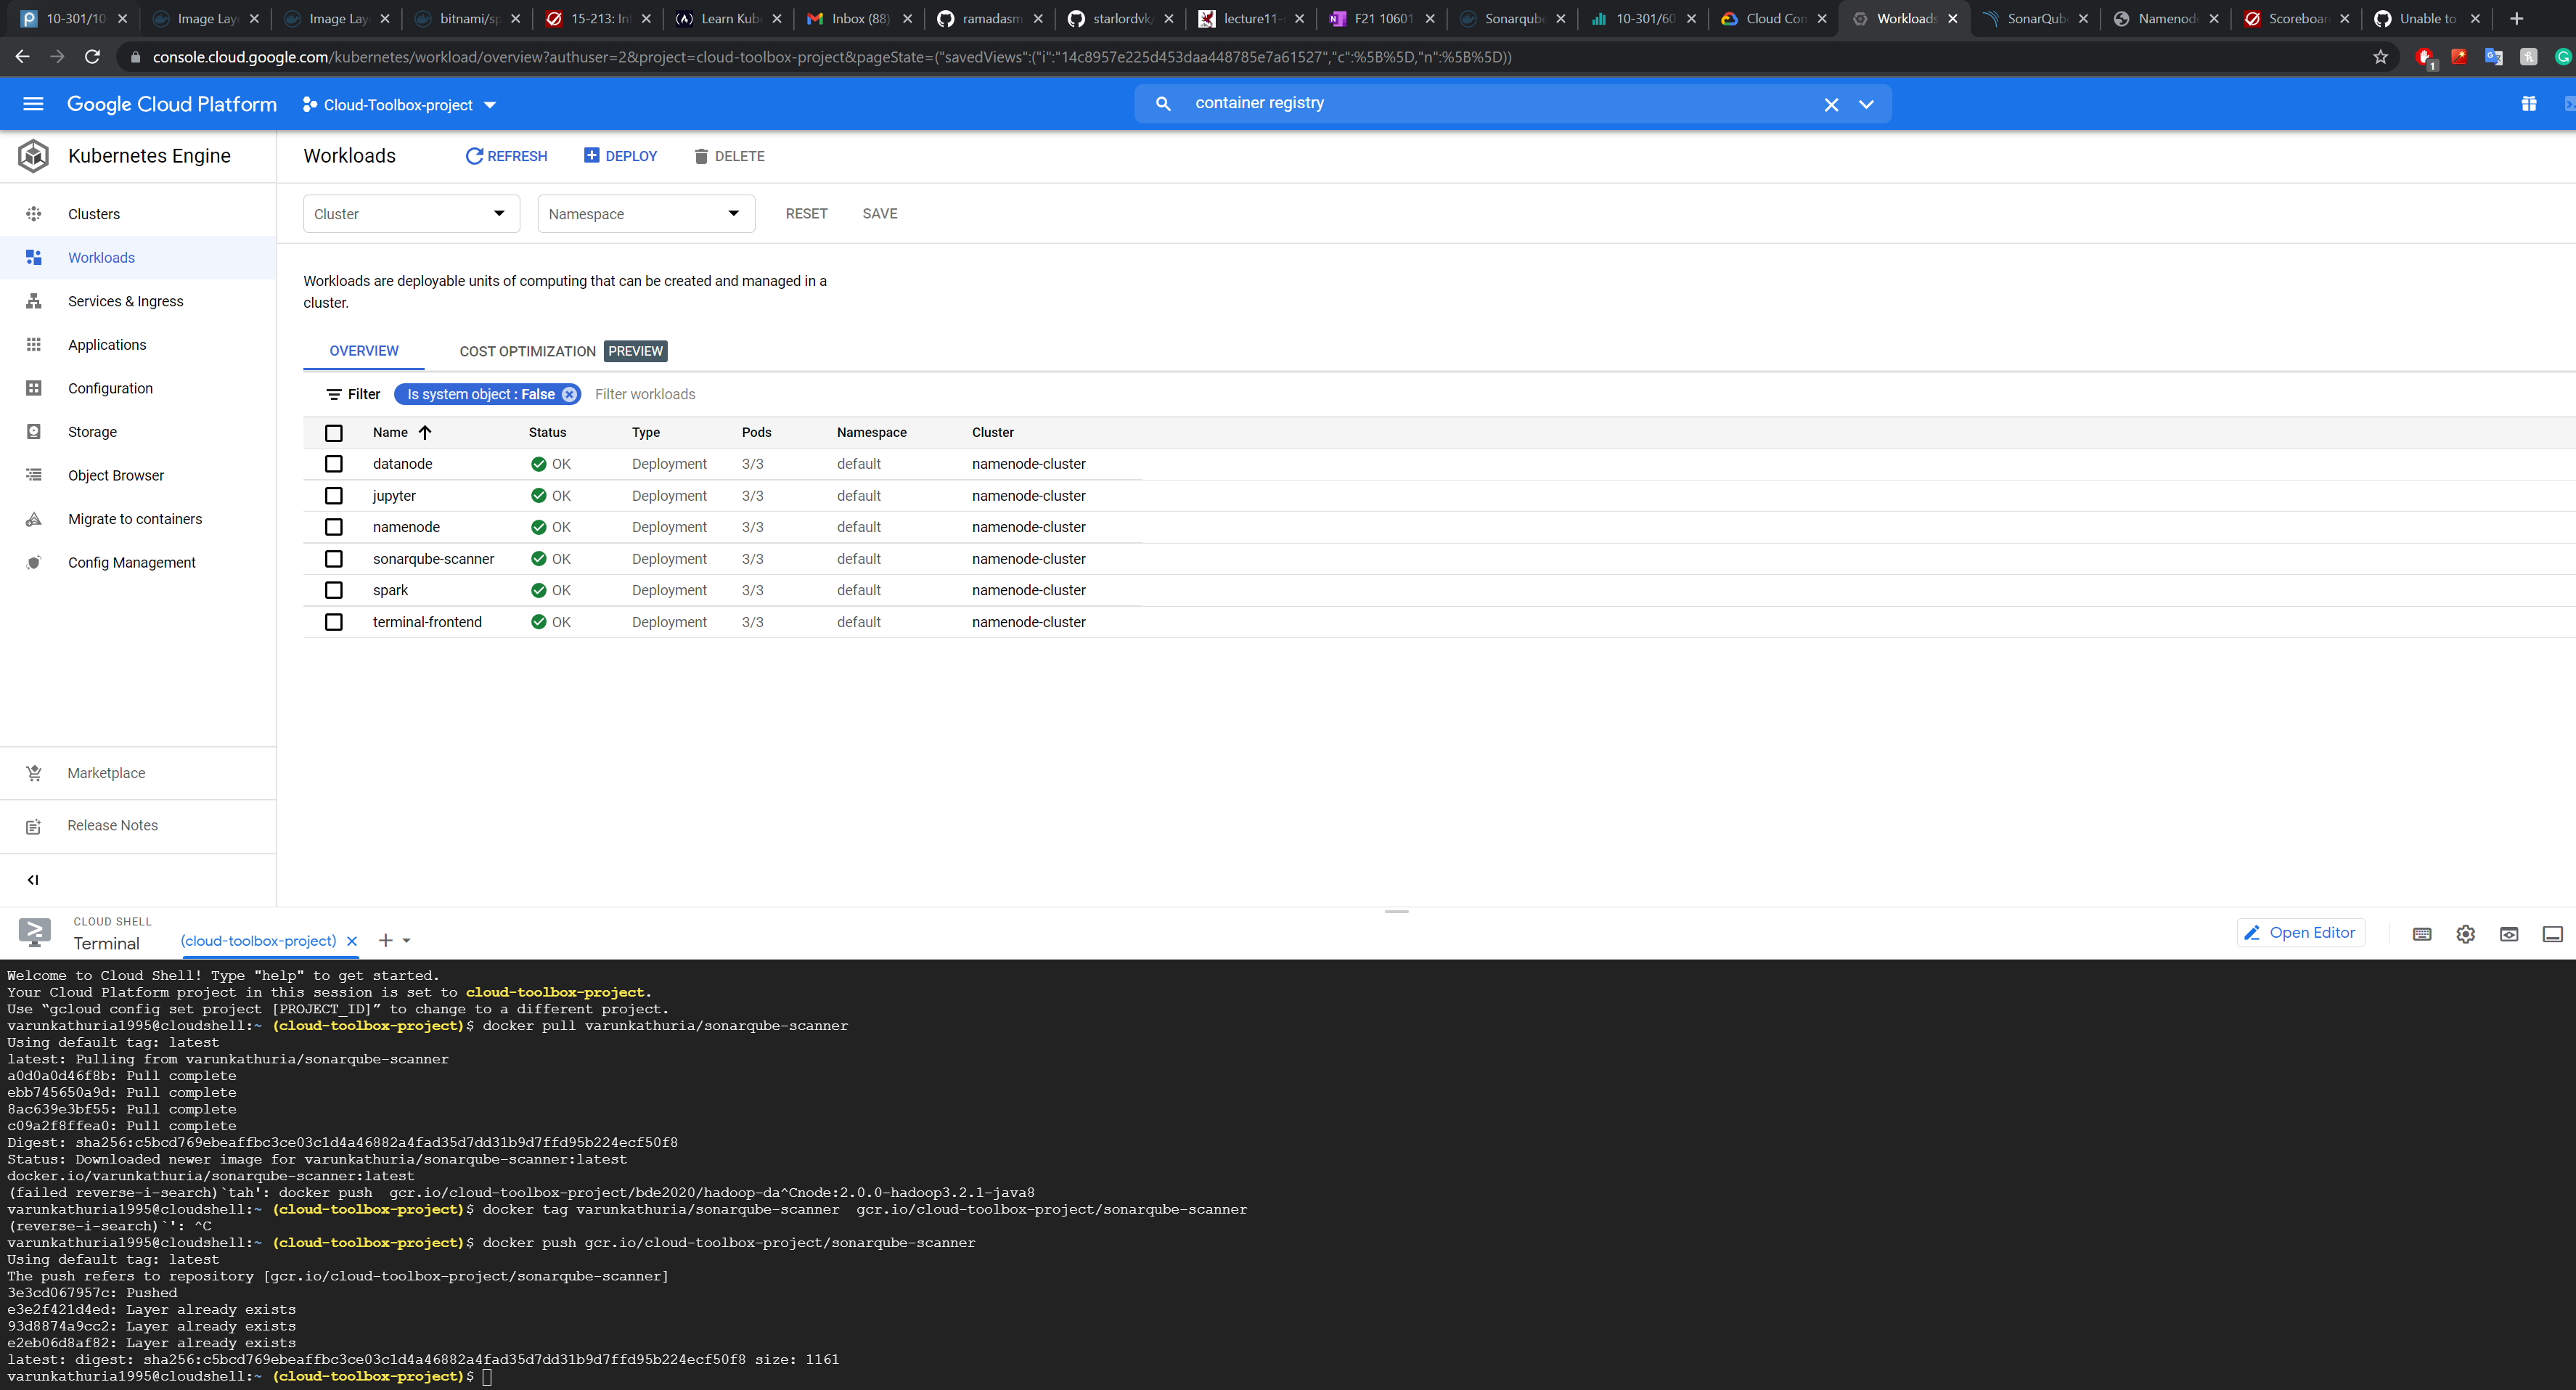 10-301/10
Image Lay
Image Lay
bitnami/sp
15-213: In
Learn Kub
Inbox (88)
ramadasm
starlordvk/
lecture11-
F21 10601
Sonarqube
10-301/60
Cloud Con
Workloads
SonarQub
Namenode
Scoreboar
Unable to
console.cloud.google.com/kubernetes/workload/overview?authuser=2&project=cloud-toolbox-project&pageState=("savedViews":("i":"14c8957e225d453daa448785e7a61527","c":%5B%5D,"n":%5B%5D))
1
Google Cloud Platform
Cloud-Toolbox-project
container registry
Kubernetes Engine
Workloads
REFRESH
DEPLOY
DELETE
Clusters
Workloads
Services & Ingress
Applications
Configuration
Storage
Object Browser
Migrate to containers
Config Management
Marketplace
Release Notes
Cluster
Namespace
RESET
SAVE
Workloads are deployable units of computing that can be created and managed in a
cluster.
OVERVIEW
COST OPTIMIZATION PREVIEW
Filter Is system object : False Filter workloads
Name Status Type Pods Namespace Cluster
datanode OK Deployment 3/3 default namenode-cluster
jupyter OK Deployment 3/3 default namenode-cluster
namenode OK Deployment 3/3 default namenode-cluster
sonarqube-scanner OK Deployment 3/3 default namenode-cluster
spark OK Deployment 3/3 default namenode-cluster
terminal-frontend OK Deployment 3/3 default namenode-cluster
CLOUD SHELL
Terminal
(cloud-toolbox-project)
Open Editor
Welcome to Cloud Shell! Type "help" to get started.
Your Cloud Platform project in this session is set to cloud-toolbox-project.
Use “gcloud config set project [PROJECT_ID]” to change to a different project.
varunkathuria1995@cloudshell:~ (cloud-toolbox-project)$ docker pull varunkathuria/sonarqube-scanner
Using default tag: latest
latest: Pulling from varunkathuria/sonarqube-scanner
a0d0a0d46f8b: Pull complete
ebb745650a9d: Pull complete
8ac639e3bf55: Pull complete
c09a2f8ffea0: Pull complete
Digest: sha256:c5bcd769ebeaffbc3ce03c1d4a46882a4fad35d7dd31b9d7ffd95b224ecf50f8
Status: Downloaded newer image for varunkathuria/sonarqube-scanner:latest
docker.io/varunkathuria/sonarqube-scanner:latest
(failed reverse-i-search)`tah': docker push  gcr.io/cloud-toolbox-project/bde2020/hadoop-da^Cnode:2.0.0-hadoop3.2.1-java8
varunkathuria1995@cloudshell:~ (cloud-toolbox-project)$ docker tag varunkathuria/sonarqube-scanner  gcr.io/cloud-toolbox-project/sonarqube-scanner
(reverse-i-search)`': ^C
varunkathuria1995@cloudshell:~ (cloud-toolbox-project)$ docker push gcr.io/cloud-toolbox-project/sonarqube-scanner
Using default tag: latest
The push refers to repository [gcr.io/cloud-toolbox-project/sonarqube-scanner]
3e3cd067957c: Pushed
e3e2f421d4ed: Layer already exists
93d8874a9cc2: Layer already exists
e2eb06d8af82: Layer already exists
latest: digest: sha256:c5bcd769ebeaffbc3ce03c1d4a46882a4fad35d7dd31b9d7ffd95b224ecf50f8 size: 1161
varunkathuria1995@cloudshell:~ (cloud-toolbox-project)$